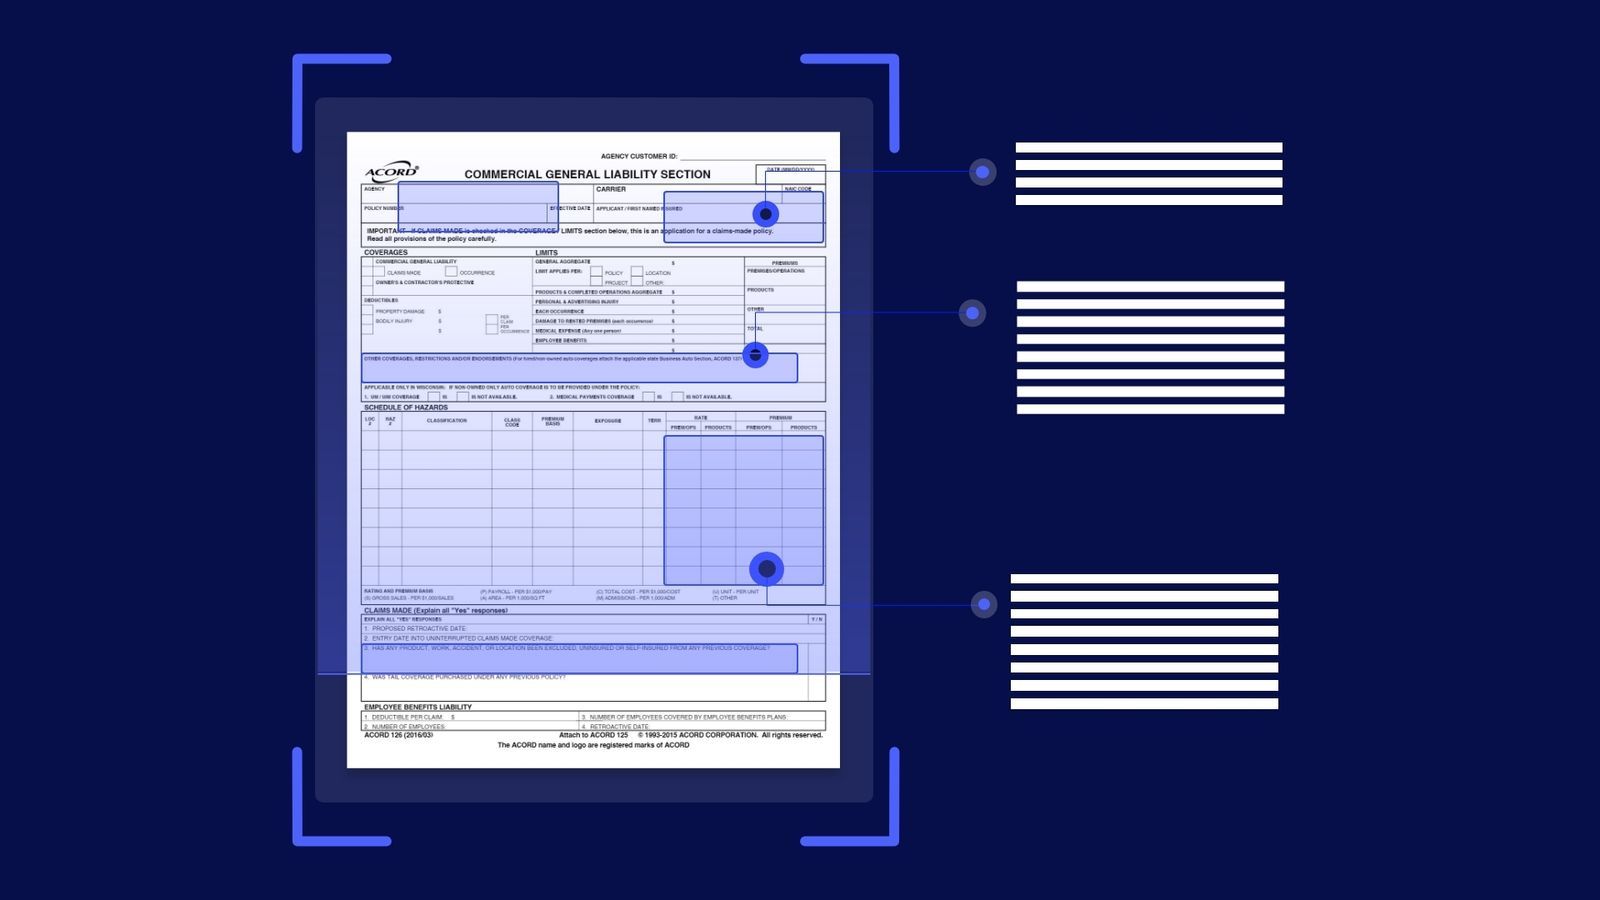 AGENCY CUSTOMER ID:
ACORD®
COMMERCIAL GENERAL LIABILITY SECTION
DATE (MM/DD/YYYY)
AGENCY
CARRIER
NAIC CODE
POLICY NUMBER
EFFECTIVE DATE
APPLICANT / FIRST NAMED INSURED
IMPORTANT - If CLAIMS MADE is checked in the COVERAGE / LIMITS section below, this is an application for a claims-made policy.
Read all provisions of the policy carefully.
COVERAGES
LIMITS
COMMERCIAL GENERAL LIABILITY
CLAIMS MADE
OCCURRENCE
OWNER'S & CONTRACTOR'S PROTECTIVE
DEDUCTIBLES
PROPERTY DAMAGE $
BODILY INJURY $
$
PER CLAIM
PER OCCURRENCE
GENERAL AGGREGATE $
LIMIT APPLIES PER:
POLICY
LOCATION
PROJECT
OTHER:
PRODUCTS & COMPLETED OPERATIONS AGGREGATE $
PERSONAL & ADVERTISING INJURY $
EACH OCCURRENCE $
DAMAGE TO RENTED PREMISES (each occurrence) $
MEDICAL EXPENSE (Any one person) $
EMPLOYEE BENEFITS $
$
PREMIUMS
PREMISES/OPERATIONS
PRODUCTS
OTHER
TOTAL
OTHER COVERAGES, RESTRICTIONS AND/OR ENDORSEMENTS (For hired/non-owned auto coverages attach the applicable state Business Auto Section, ACORD 137)
APPLICABLE ONLY IN WISCONSIN: IF NON-OWNED ONLY AUTO COVERAGE IS TO BE PROVIDED UNDER THE POLICY:
1. UM / UIM COVERAGE IS IS NOT AVAILABLE. 2. MEDICAL PAYMENTS COVERAGE IS IS NOT AVAILABLE.
SCHEDULE OF HAZARDS
LOC #
HAZ #
CLASSIFICATION
CLASS CODE
PREMIUM BASIS
EXPOSURE
TERR
RATE
PREMIUM
PREM/OPS
PRODUCTS
PREM/OPS
PRODUCTS
RATING AND PREMIUM BASIS (P) PAYROLL - PER $1,000/PAY (C) TOTAL COST - PER $1,000/COST (U) UNIT - PER UNIT
(S) GROSS SALES - PER $1,000/SALES (A) AREA - PER 1,000/SQ FT (M) ADMISSIONS - PER 1,000/ADM (T) OTHER
CLAIMS MADE (Explain all "Yes" responses)
EXPLAIN ALL "YES" RESPONSES
Y / N
1. PROPOSED RETROACTIVE DATE:
2. ENTRY DATE INTO UNINTERRUPTED CLAIMS MADE COVERAGE:
3. HAS ANY PRODUCT, WORK, ACCIDENT, OR LOCATION BEEN EXCLUDED, UNINSURED OR SELF-INSURED FROM ANY PREVIOUS COVERAGE?
4. WAS TAIL COVERAGE PURCHASED UNDER ANY PREVIOUS POLICY?
EMPLOYEE BENEFITS LIABILITY
1. DEDUCTIBLE PER CLAIM: $
3. NUMBER OF EMPLOYEES COVERED BY EMPLOYEE BENEFITS PLANS:
2. NUMBER OF EMPLOYEES:
4. RETROACTIVE DATE:
ACORD 126 (2016/03)
Attach to ACORD 125
© 1993-2015 ACORD CORPORATION. All rights reserved.
The ACORD name and logo are registered marks of ACORD